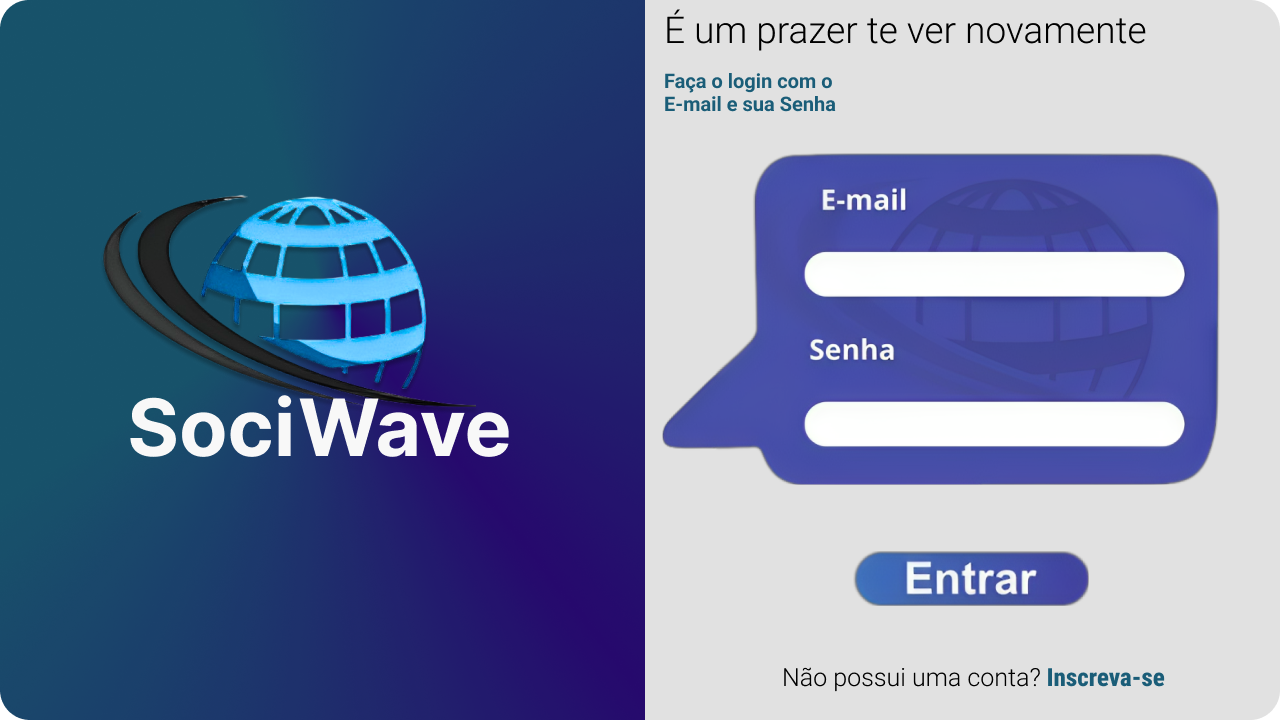 SociWave
É um prazer te ver novamente
Faça o login com o
E-mail e sua Senha
E-mail
Senha
Entrar
Não possui uma conta? Inscreva-se